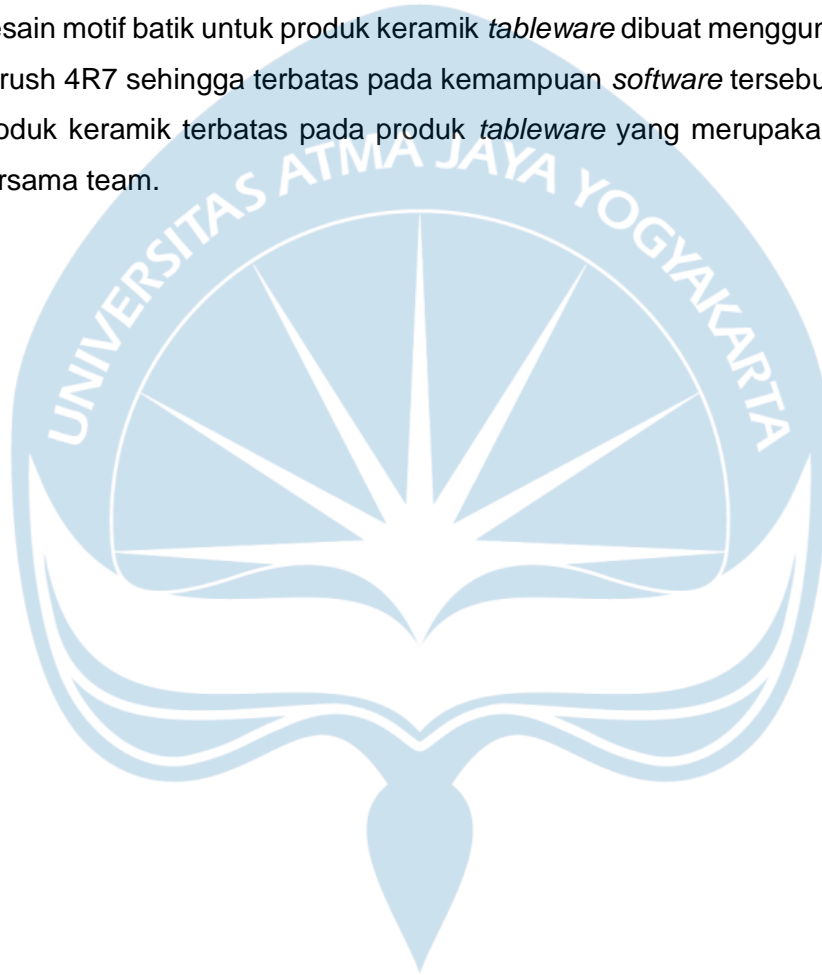 esain motif batik untuk produk keramik tableware dibuat menggun
rush 4R7 sehingga terbatas pada kemampuan software tersebu
oduk keramik terbatas pada produk tableware yang merupaka
ersama team.
UNIVERSITAS ATMA JAYA YOGYAKARTA